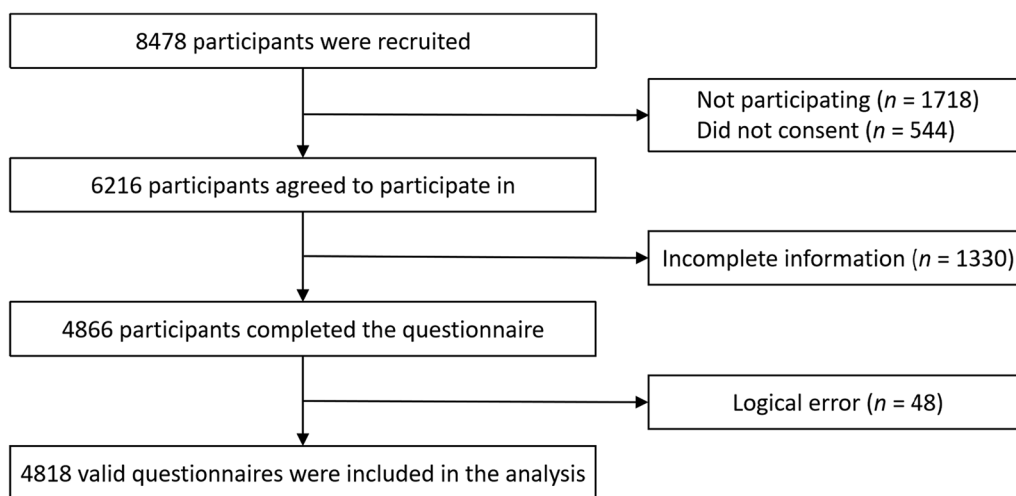 8478 participants were recruited
Not participating (n = 1718)
Did not consent (n = 544)
6216 participants agreed to participate in
Incomplete information (n = 1330)
4866 participants completed the questionnaire
Logical error (n = 48)
4818 valid questionnaires were included in the analysis